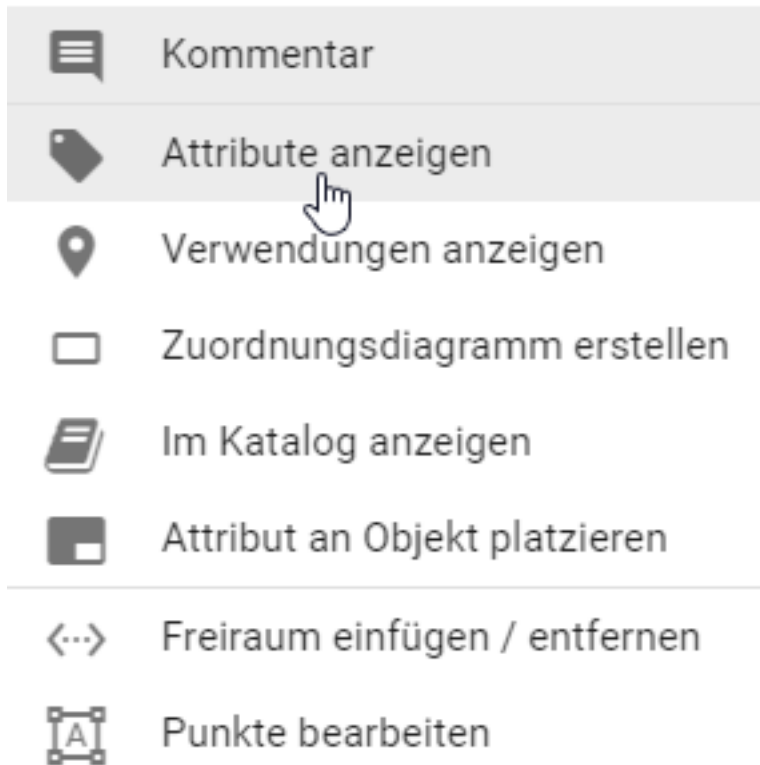 Kommentar
Attribute anzeigen
Verwendungen anzeigen
Zuordnungsdiagramm erstellen
Im Katalog anzeigen
Attribut an Objekt platzieren
Freiraum einfügen / entfernen
A
Punkte bearbeiten